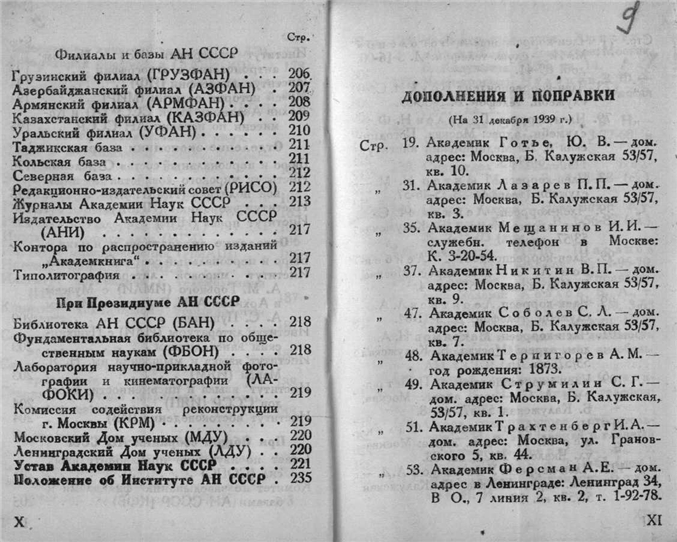 Стр.
Филиалы и базы АН СССР
Грузинский филиал (ГРУЗФАН) . . . . 206
Азербайджанский филиал (АЗФАН) . . . 207
Армянский филиал (АРМФАН) . . . . 208
Казахстанский филиал (КАЗФАН) . . . 209
Уральский филиал (УФАН) . . . . . . 210
Таджикская база . . . . . . . . . . 211
Кольская база . . . . . . . . . . . 211
Северная база . . . . . . . . . . . 212
Редакционно-издательский совет (РИСО) 212
Журналы Академии Наук СССР . . . 213
Издательство Академии Наук СССР
(АНИ) . . . . . . . . . . . . . 217
Контора по распространению изданий
„Академкнига“ . . . . . . . . . 217
Типолитография . . . . . . . . . . 217
При Президиуме АН СССР
Библиотека АН СССР (БАН) . . . . . 218
Фундаментальная библиотека по обще-
ственным наукам (ФБОН) . . . . 218
Лаборатория научно-прикладной фото-
графии и кинематографии (ЛА-
ФОКИ) . . . . . . . . . . . . . 219
Комиссия содействия реконструкции
г. Москвы (КРМ) . . . . . . . . 219
Московский Дом ученых (МДУ) . . . . 220
Ленинградский Дом ученых (ЛДУ) . . . 220
Устав Академии Наук СССР . . . . . 221
Положение об Институте АН СССР . 235
X
9
ДОПОЛНЕНИЯ И ПОПРАВКИ
(На 31 декабря 1939 г.)
Стр. 19. Академик Готье, Ю. В. — дом.
адрес: Москва, Б. Калужская 53/57,
кв. 10.
„ 31. Академик Лазарев П. П. — дом.
адрес: Москва, Б. Калужская 53/57,
кв. 3.
„ 35. Академик Мещанинов И. И. —
служебн. телефон в Москве:
К. 3-20-54.
„ 37. Академик Никитин В. П. — дом.
адрес: Москва, Б. Калужская 53/57,
кв. 9.
„ 47. Академик Соболев С. Л. — дом.
адрес: Москва, Б. Калужская 53/57,
кв. 7.
„ 48. Академик Терпигорев А. М. —
год рождения: 1873.
„ 49. Академик Струмилин С. Г. —
дом. адрес: Москва, Б. Калужская,
53/57, кв. 1.
„ 51. Академик Трахтенберг И. А. —
дом. адрес: Москва, ул. Гранов-
ского 5, кв. 44.
„ 53. Академик Ферсман А. Е. — дом.
адрес в Ленинграде: Ленинград 34,
В О., 7 линия 2, кв. 2, т. 1-92-78.
XI